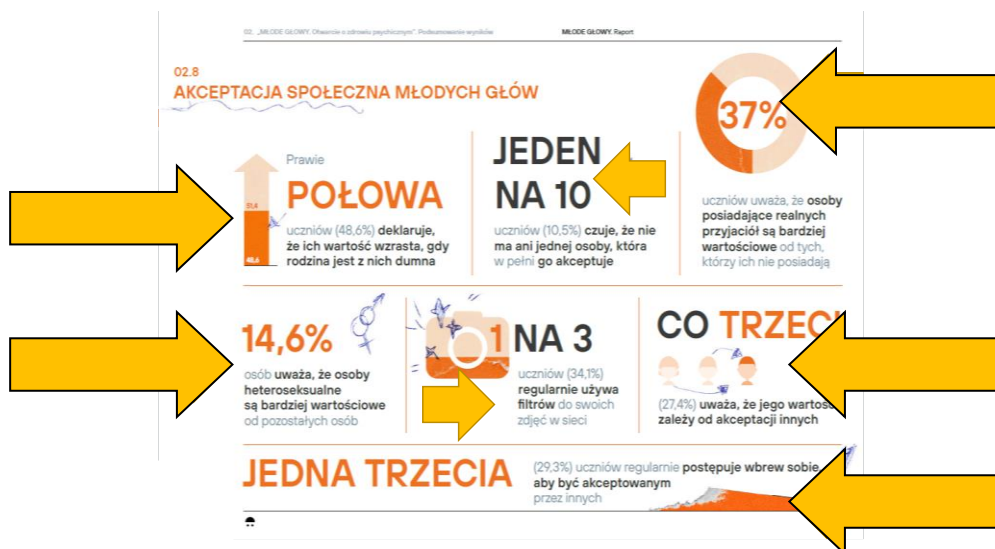 02. „MŁODE GŁOWY. Otwarcie o zdrowiu psychicznym”. Podsumowanie wyników
MŁODE GŁOWY. Raport
02.8
AKCEPTACJA SPOŁECZNA MŁODYCH GŁÓW
Prawie
POŁOWA
uczniów (48,6%) deklaruje,
że ich wartość wzrasta, gdy
rodzina jest z nich dumna
51,4
48,6
JEDEN
NA 10
uczniów (10,5%) czuje, że nie
ma ani jednej osoby, która
w pełni go akceptuje
37%
uczniów uważa, że osoby
posiadające realnych
przyjaciół są bardziej
wartościowe od tych,
którzy ich nie posiadają
14,6%
osób uważa, że osoby
heteroseksualne
są bardziej wartościowe
od pozostałych osób
1 NA 3
uczniów (34,1%)
regularnie używa
filtrów do swoich
zdjęć w sieci
CO TRZECI
(27,4%) uważa, że jego wartość
zależy od akceptacji innych
JEDNA TRZECIA
(29,3%) uczniów regularnie postępuje wbrew sobie,
aby być akceptowanym
przez innych